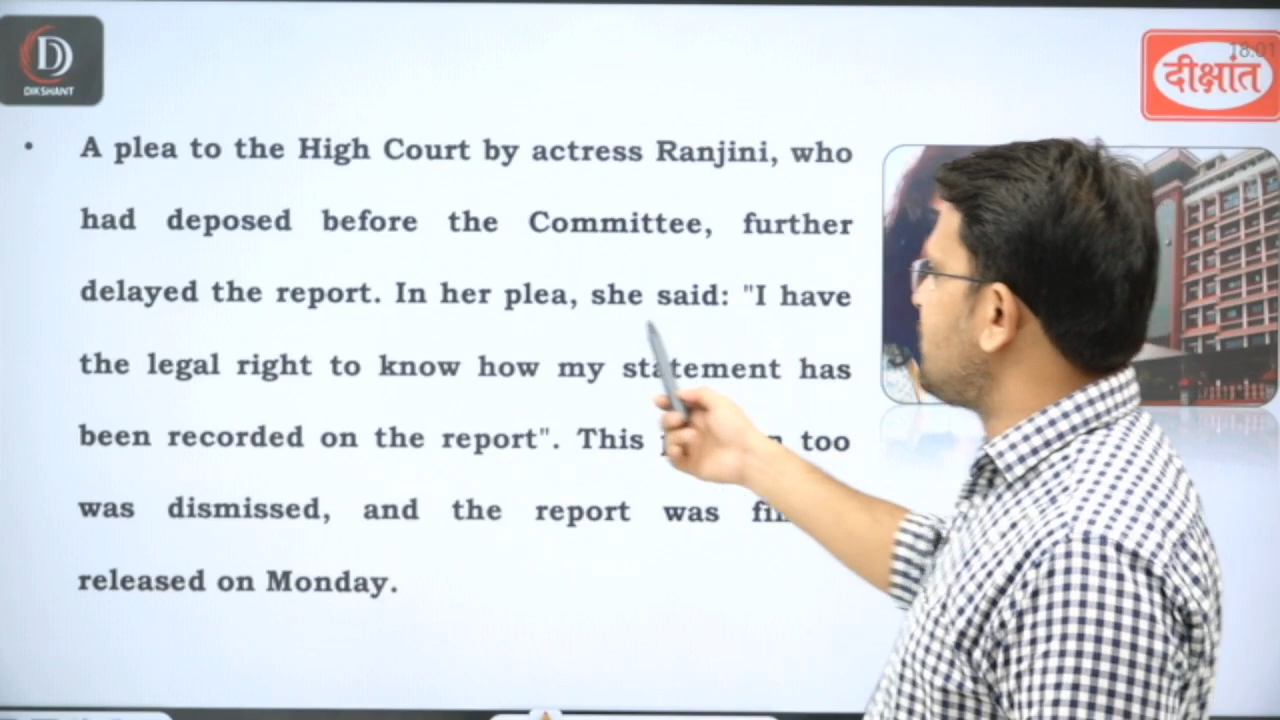 DIKSHANT
18:01
दीक्षांत
• A plea to the High Court by actress Ranjini, who
had deposed before the Committee, further
delayed the report. In her plea, she said: "I have
the legal right to know how my statement has
been recorded on the report". This too
was dismissed, and the report was
released on Monday.